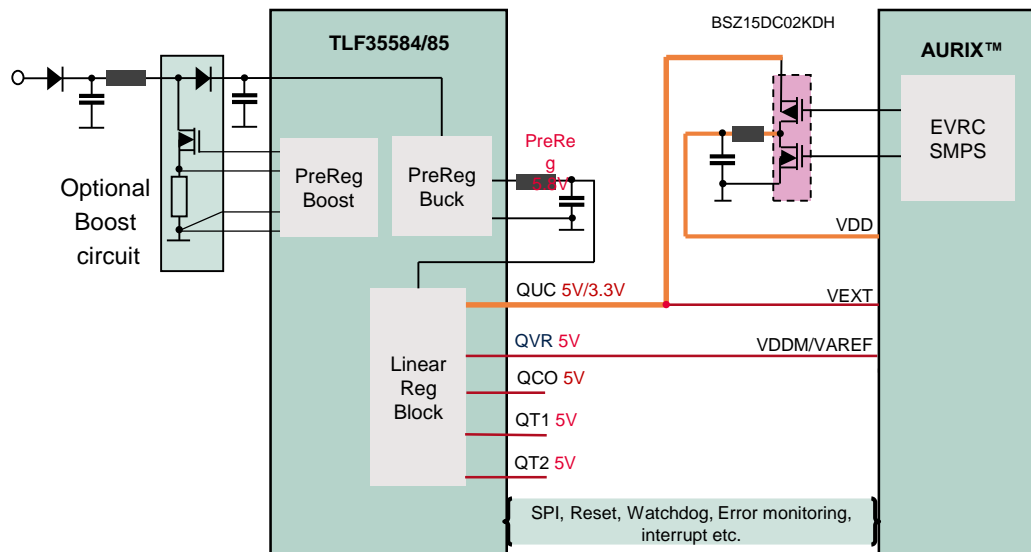 TLF35584/85
BSZ15DC02KDH
AURIX™
EVRC
SMPS
Optional
Boost
circuit
PreReg
Boost
PreReg
Buck
PreRe
g
5.8V
VDD
QUC 5V/3.3V
VEXT
QVR 5V
VDDM/VAREF
Linear
Reg
Block
QCO 5V
QT1 5V
QT2 5V
SPI, Reset, Watchdog, Error monitoring,
interrupt etc.